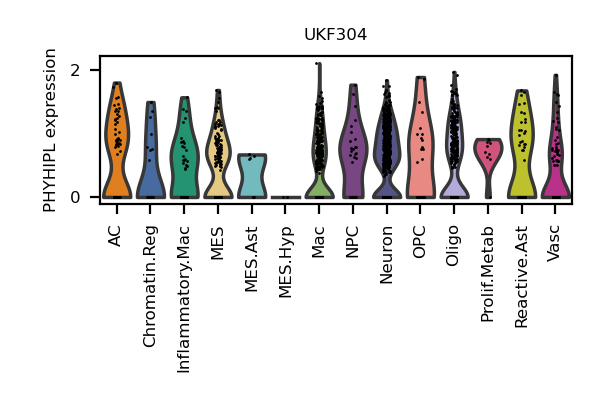 UKF304
PHYHIPL expression
2
0
AC
Chromatin.Reg
Inflammatory.Mac
MES
MES.Ast
MES.Hyp
Mac
NPC
Neuron
OPC
Oligo
Prolif.Metab
Reactive.Ast
Vasc